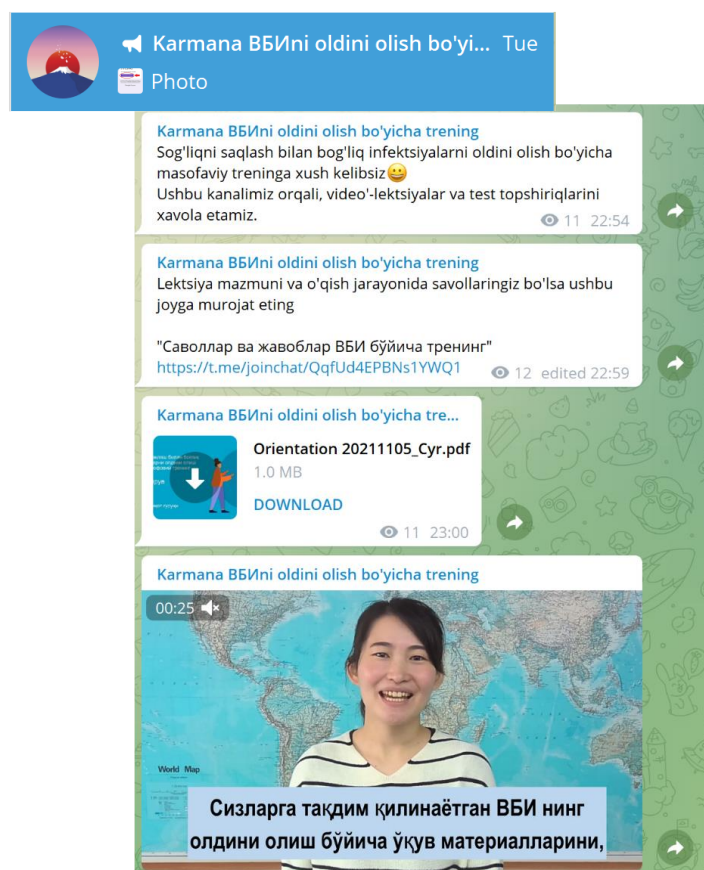 Karmana ВБИni oldini olish bo'yi... Tue
Photo
Karmana ВБИni oldini olish bo'yicha trening
Sog'liqni saqlash bilan bog'liq infektsiyalarni oldini olish bo'yicha
masofaviy treninga xush kelibsiz😀
Ushbu kanalimiz orqali, video'-lektsiyalar va test topshiriqlarini
xavola etamiz.
11 22:54
Karmana ВБИni oldini olish bo'yicha trening
Lektsiya mazmuni va o'qish jarayonida savollaringiz bo'lsa ushbu
joyga murojat eting
"Саволлар ва жавоблар ВБИ бўйича тренинг"
https://t.me/joinchat/QqfUd4EPBNs1YWQ1
12 edited 22:59
Karmana ВБИni oldini olish bo'yicha tre...
Orientation 20211105_Cyr.pdf
1.0 MB
DOWNLOAD
11 23:00
Karmana ВБИni oldini olish bo'yicha trening
00:25
World Map
Сизларга тақдим қилинаётган ВБИ нинг
олдини олиш бўйича ўқув материалларини,